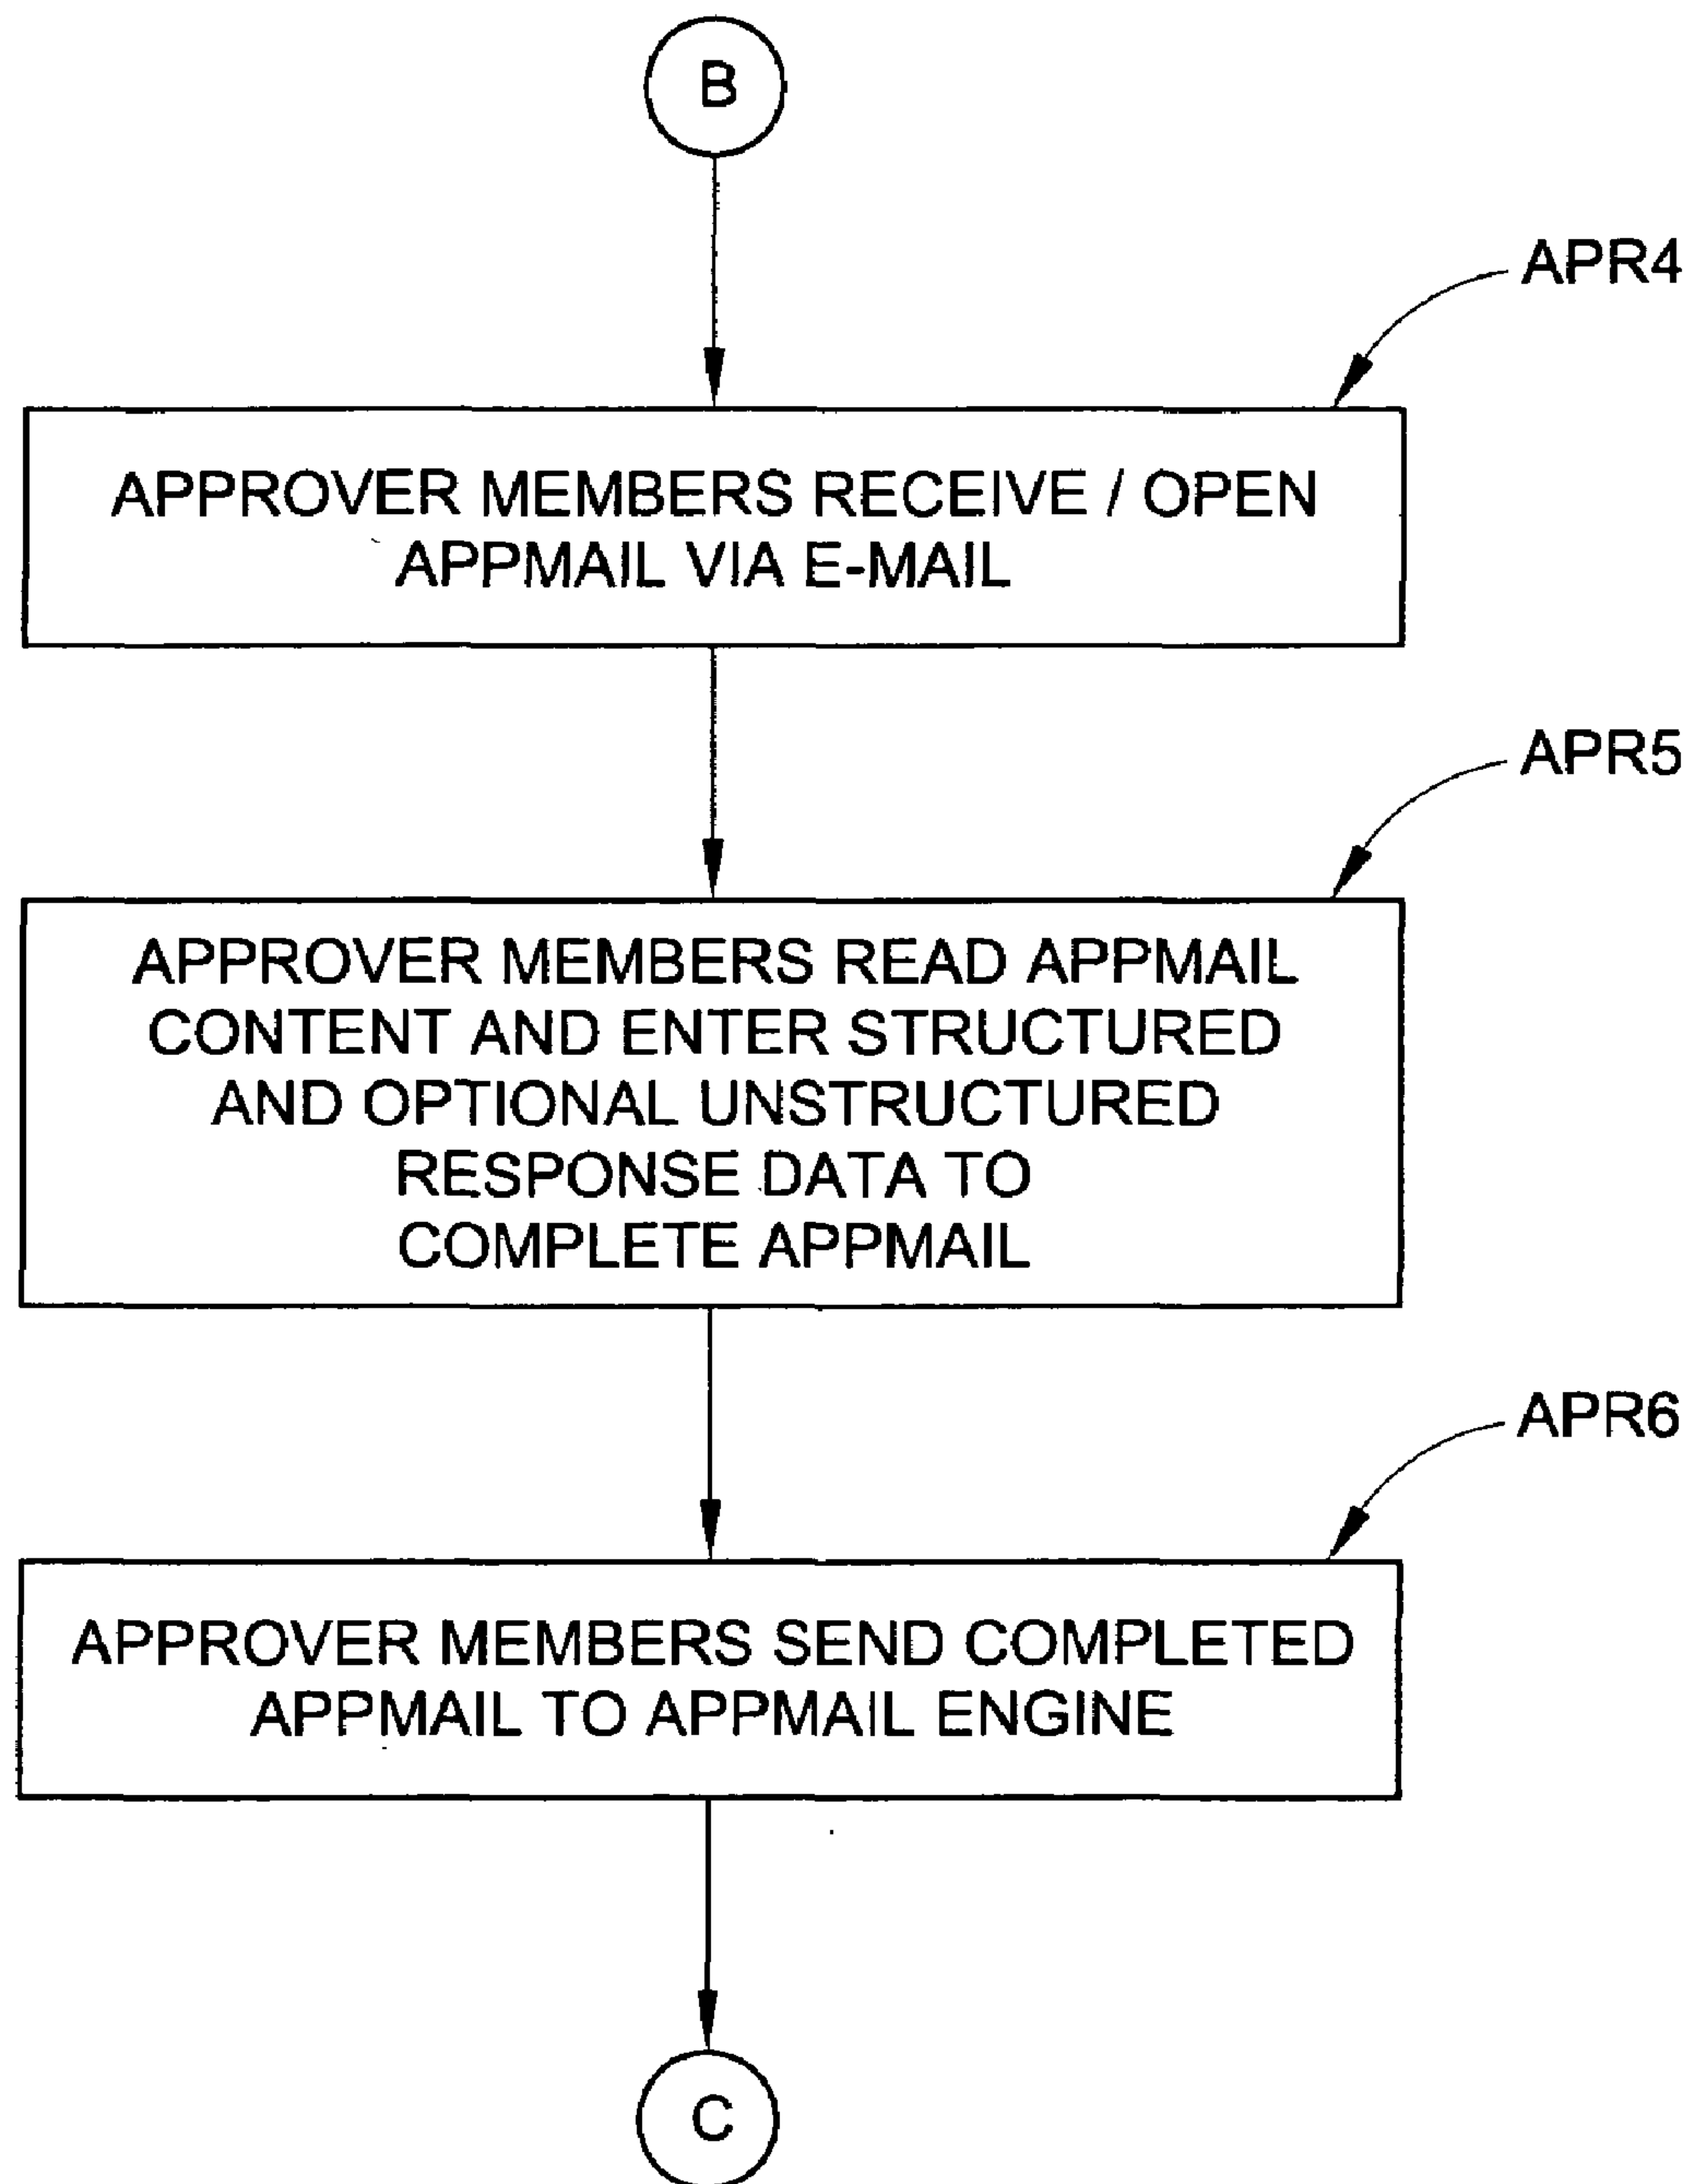 B
APR4
APPROVER MEMBERS RECEIVE / OPEN
APPMAIL VIA E-MAIL
APR5
APPROVER MEMBERS READ APPMAIL
CONTENT AND ENTER STRUCTURED
AND OPTIONAL UNSTRUCTURED
RESPONSE DATA TO
COMPLETE APPMAIL
APR6
APPROVER MEMBERS SEND COMPLETED
APPMAIL TO APPMAIL ENGINE
C